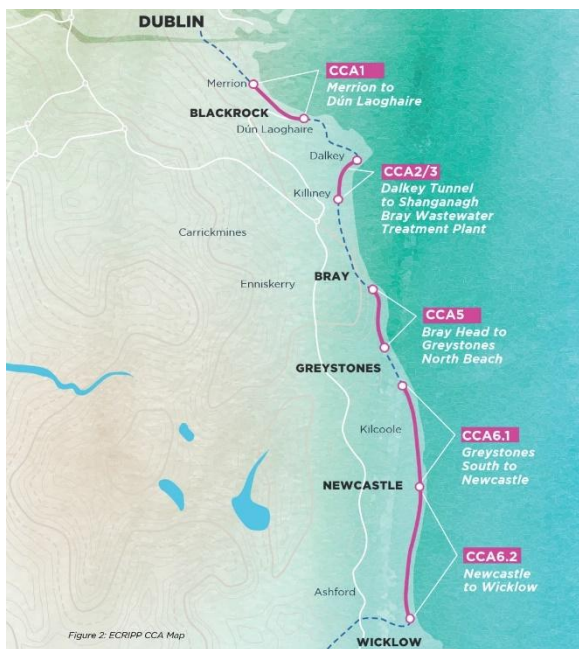 DUBLIN
Merrion
CCA1
Merrion to
Dún Laoghaire
BLACKROCK
Dún Laoghaire
Dalkey
CCA2/3
Dalkey Tunnel
to Shanganagh
Bray Wastewater
Treatment Plant
Killiney
Carrickmines
Enniskerry
BRAY
CCA5
Bray Head to
Greystones
North Beach
GREYSTONES
Kilcoole
CCA6.1
Greystones
South to
Newcastle
NEWCASTLE
CCA6.2
Newcastle
to Wicklow
Ashford
Figure 2: ECRIPP CCA Map
WICKLOW